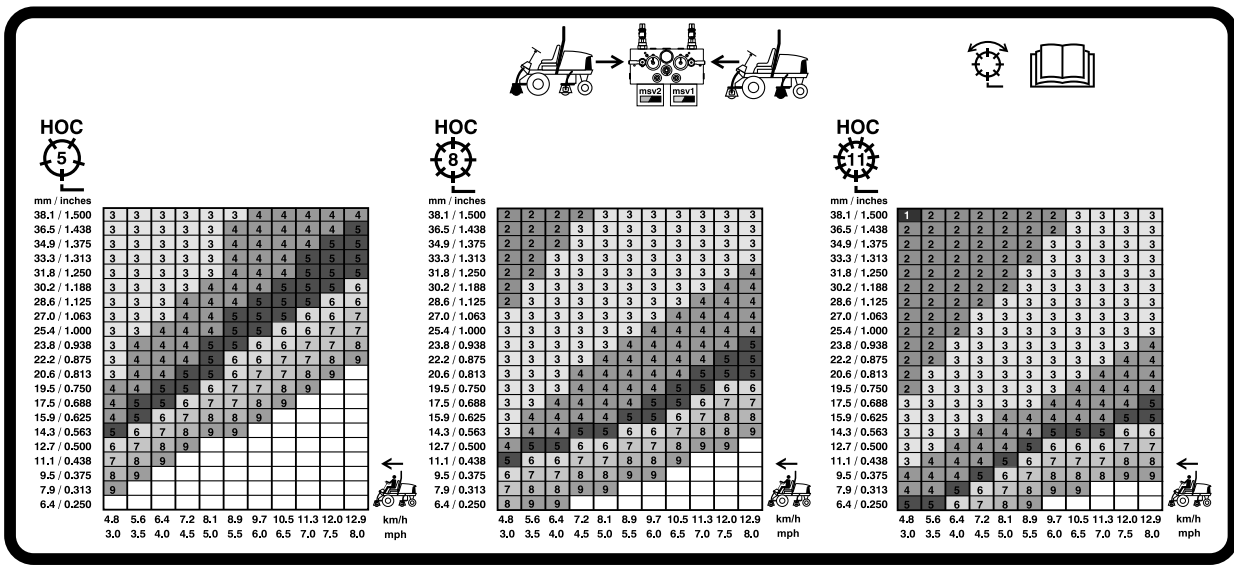 msv2 msv1
HOC
5
mm / inches
38.1 / 1.500 3 3 3 3 3 3 4 4 4 4 4
36.5 / 1.438 3 3 3 3 3 4 4 4 4 4 5
34.9 / 1.375 3 3 3 3 3 4 4 4 4 5 5
33.3 / 1.313 3 3 3 3 3 4 4 4 5 5 5
31.8 / 1.250 3 3 3 3 3 4 4 4 5 5 5
30.2 / 1.188 3 3 3 3 4 4 4 5 5 5 6
28.6 / 1.125 3 3 3 4 4 4 5 5 5 6 6
27.0 / 1.063 3 3 3 4 4 5 5 5 6 6 7
25.4 / 1.000 3 3 4 4 4 5 5 6 6 7 7
23.8 / 0.938 3 4 4 4 5 5 6 6 7 7 8
22.2 / 0.875 3 4 4 4 5 6 6 7 7 8 9
20.6 / 0.813 3 4 4 5 5 6 7 7 8 9
19.5 / 0.750 4 4 5 5 6 7 7 8 9
17.5 / 0.688 4 5 5 6 7 7 8 9
15.9 / 0.625 4 5 6 7 7 8 9
14.3 / 0.563 5 6 7 8 9 9
12.7 / 0.500 6 7 8 9
11.1 / 0.438 7 8 9
9.5 / 0.375 8 9
7.9 / 0.313 9
6.4 / 0.250
4.8 5.6 6.4 7.2 8.1 8.9 9.7 10.5 11.3 12.0 12.9 km/h
3.0 3.5 4.0 4.5 5.0 5.5 6.0 6.5 7.0 7.5 8.0 mph
HOC
8
mm / inches
38.1 / 1.500 2 2 2 2 3 3 3 3 3 3 3
36.5 / 1.438 2 2 2 3 3 3 3 3 3 3 3
34.9 / 1.375 2 2 2 3 3 3 3 3 3 3 3
33.3 / 1.313 2 2 3 3 3 3 3 3 3 3 3
31.8 / 1.250 2 2 3 3 3 3 3 3 3 3 4
30.2 / 1.188 2 3 3 3 3 3 3 3 3 4 4
28.6 / 1.125 2 3 3 3 3 3 3 3 4 4 4
27.0 / 1.063 3 3 3 3 3 3 3 4 4 4 4
25.4 / 1.000 3 3 3 3 3 3 4 4 4 4 4
23.8 / 0.938 3 3 3 3 3 4 4 4 4 4 5
22.2 / 0.875 3 3 3 3 4 4 4 4 4 5 5
20.6 / 0.813 3 3 3 4 4 4 4 4 5 5 5
19.5 / 0.750 3 3 3 4 4 4 4 5 5 6 6
17.5 / 0.688 3 3 4 4 4 4 5 5 6 6 7
15.9 / 0.625 3 4 4 4 4 5 5 6 7 8 8
14.3 / 0.563 3 4 4 5 5 6 6 7 8 8 9
12.7 / 0.500 4 5 5 6 6 7 7 8 9 9
11.1 / 0.438 5 6 6 7 7 8 8 9
9.5 / 0.375 6 7 7 8 8 9 9
7.9 / 0.313 7 8 8 9 9
6.4 / 0.250 8 9 9
4.8 5.6 6.4 7.2 8.1 8.9 9.7 10.5 11.3 12.0 12.9 km/h
3.0 3.5 4.0 4.5 5.0 5.5 6.0 6.5 7.0 7.5 8.0 mph
HOC
11
mm / inches
38.1 / 1.500 1 2 2 2 2 2 2 3 3 3 3
36.5 / 1.438 2 2 2 2 2 2 2 3 3 3 3
34.9 / 1.375 2 2 2 2 2 2 3 3 3 3 3
33.3 / 1.313 2 2 2 2 2 3 3 3 3 3 3
31.8 / 1.250 2 2 2 2 2 3 3 3 3 3 3
30.2 / 1.188 2 2 2 2 2 3 3 3 3 3 3
28.6 / 1.125 2 2 2 2 3 3 3 3 3 3 3
27.0 / 1.063 2 2 2 3 3 3 3 3 3 3 3
25.4 / 1.000 2 2 2 3 3 3 3 3 3 3 3
23.8 / 0.938 2 2 3 3 3 3 3 3 3 3 4
22.2 / 0.875 2 2 3 3 3 3 3 3 3 3 4
20.6 / 0.813 2 3 3 3 3 3 3 3 4 4 4
19.5 / 0.750 2 3 3 3 3 3 3 4 4 4 4
17.5 / 0.688 2 3 3 3 3 3 4 4 4 4 5
15.9 / 0.625 3 3 3 3 4 4 4 4 4 5 5
14.3 / 0.563 3 3 3 4 4 4 5 5 5 6 6
12.7 / 0.500 3 3 4 4 4 5 6 6 7 7 7
11.1 / 0.438 3 4 4 4 5 6 6 7 7 8 8
9.5 / 0.375 4 4 4 5 6 7 7 8 8 9 9
7.9 / 0.313 4 4 5 6 7 8 9 9
6.4 / 0.250 5 5 6 7 8 9
4.8 5.6 6.4 7.2 8.1 8.9 9.7 10.5 11.3 12.0 12.9 km/h
3.0 3.5 4.0 4.5 5.0 5.5 6.0 6.5 7.0 7.5 8.0 mph